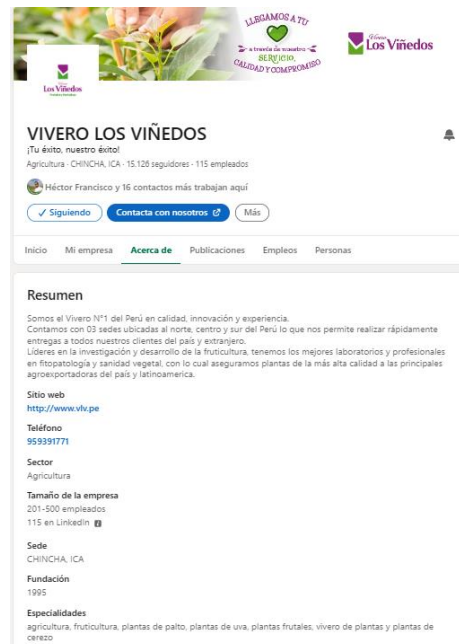 LLEGAMOS A TU
a través de nuestro
SERVICIO,
CALIDAD Y COMPROMISO
Vivero
Los Viñedos
Los Viñedos
VIVERO LOS VIÑEDOS
¡Tu éxito, nuestro éxito!
Agricultura · CHINCHA, ICA · 15.126 seguidores · 115 empleados
Héctor Francisco y 16 contactos más trabajan aquí
Siguiendo
Contacta con nosotros
Más
Inicio Mi empresa Acerca de Publicaciones Empleos Personas
Resumen
Somos el Vivero N°1 del Perú en calidad, innovación y experiencia.
Contamos con 03 sedes ubicadas al norte, centro y sur del Perú lo que nos permite realizar rápidamente
entregas a todos nuestros clientes del país y extranjero.
Líderes en la investigación y desarrollo de la fruticultura, tenemos los mejores laboratorios y profesionales
en fitopatología y sanidad vegetal, con lo cual aseguramos plantas de la más alta calidad a las principales
agroexportadoras del país y latinoamerica.
Sitio web
http://www.vlv.pe
Teléfono
959391771
Sector
Agricultura
Tamaño de la empresa
201-500 empleados
115 en LinkedIn
Sede
CHINCHA, ICA
Fundación
1995
Especialidades
agricultura, fruticultura, plantas de palto, plantas de uva, plantas frutales, vivero de plantas y plantas de
cerezo